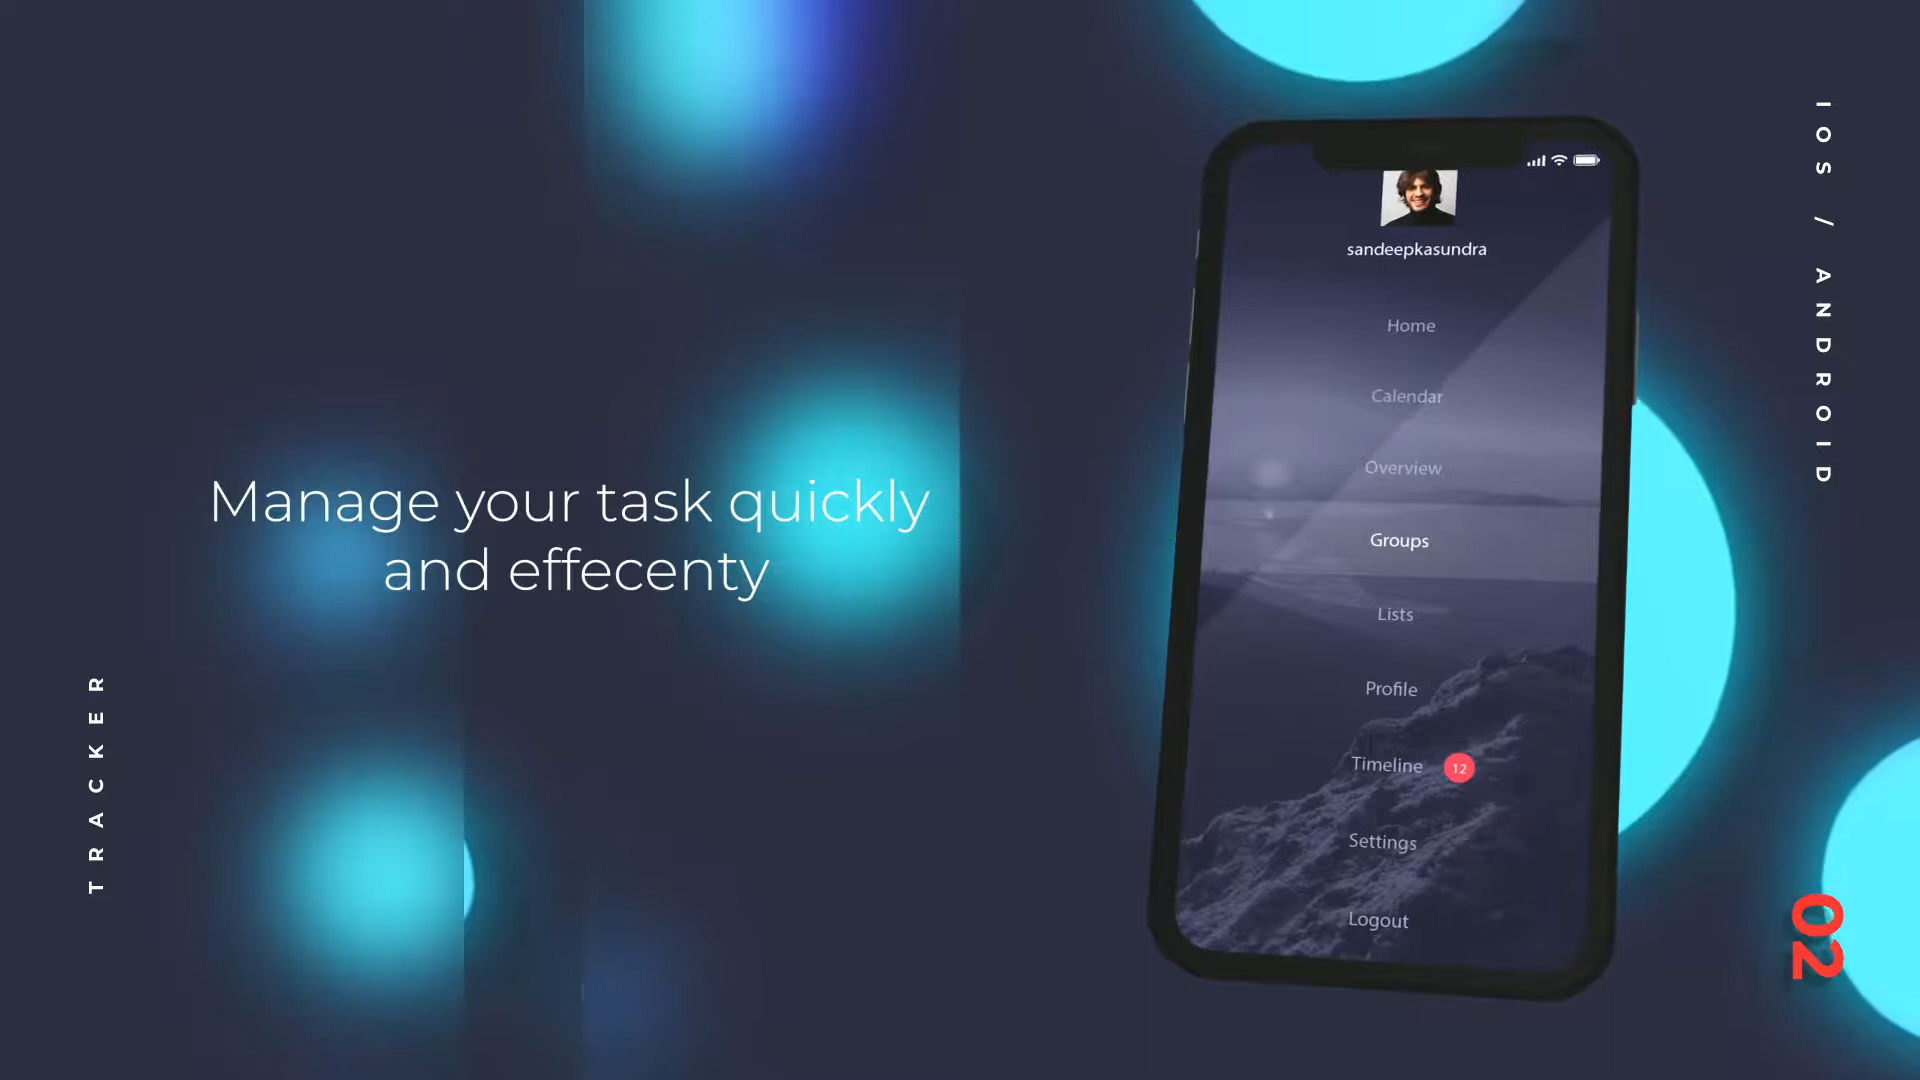 Manage your task quickly
and effecenty
TRACKER
IOS / ANDROID
02
sandeepkasundra
Home
Calendar
Overview
Groups
Lists
Profile
Timeline 12
Settings
Logout